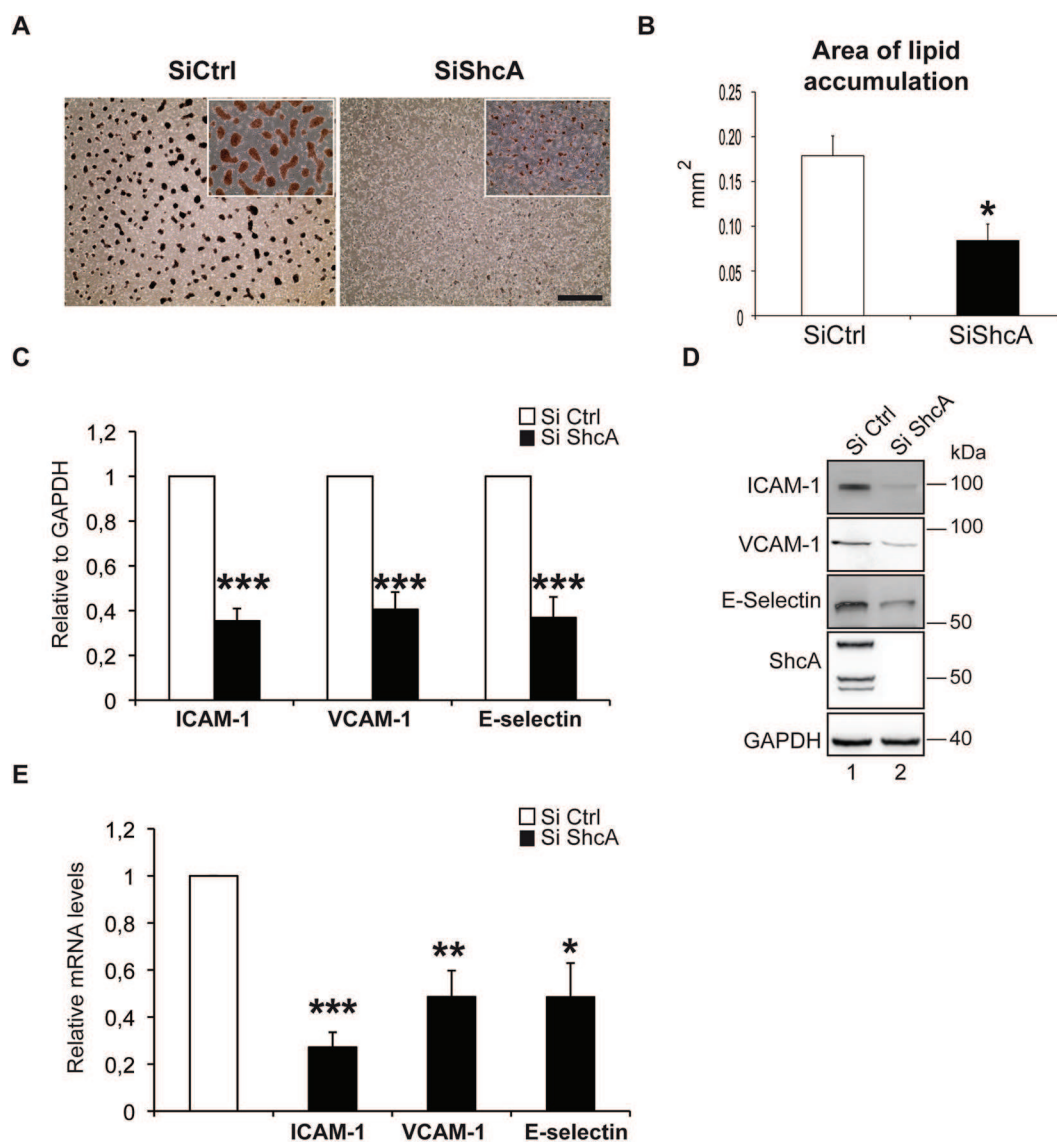 A
SiCtrl
SiShcA
B
Area of lipid
accumulation
mm²
0.25
0.20
0.15
0.10
0.05
0
*
SiCtrl
SiShcA
C
Si Ctrl
Si ShcA
Relative to GAPDH
1,2
1
0,8
0,6
0,4
0,2
0
***
***
***
ICAM-1
VCAM-1
E-selectin
D
Si Ctrl
Si ShcA
kDa
ICAM-1
100
VCAM-1
100
E-Selectin
50
ShcA
50
GAPDH
40
1
2
E
Si Ctrl
Si ShcA
Relative mRNA levels
1,2
1
0,8
0,6
0,4
0,2
0
***
**
*
ICAM-1
VCAM-1
E-selectin